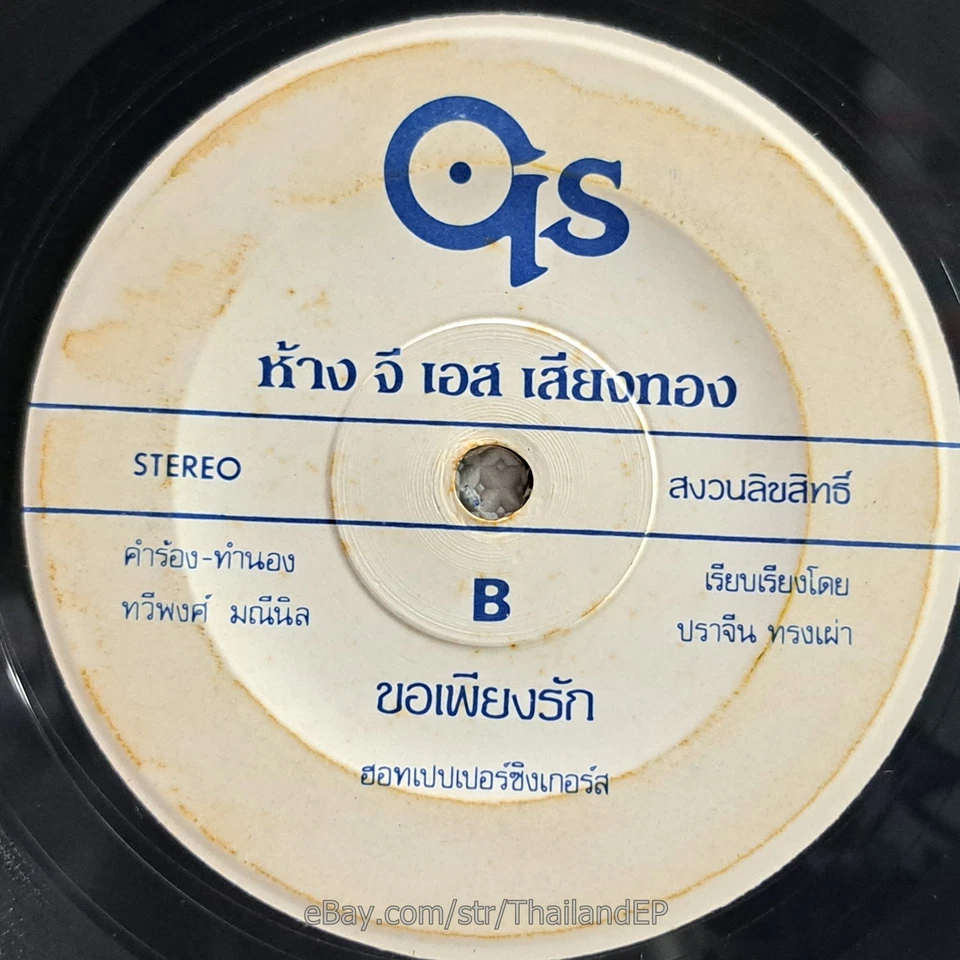 GS
ห้าง จี เอส เสียงทอง
STEREO
สงวนลิขสิทธิ์
คำร้อง-ทำนอง
ทวีพงศ์ มณีนิล
เรียบเรียงโดย
ปราจีน ทรงเผ่า
B
ขอเพียงรัก
ฮอทเปปเปอร์ซิงเกอร์ส
eBay.com/str/ThailandEP